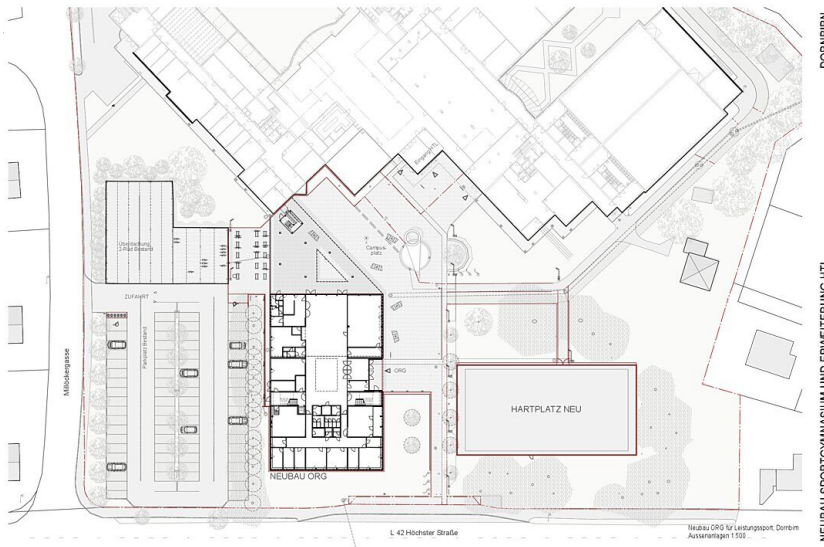 DORNBIRN
NEUBAU SPORTGYMNASIUM UND ERWEITERUNG HTL
Eingang HTL
Überdachung
2-Rad Bestand
Campus-
platz
ZUFAHRT
Parkplatz Bestand
Millöckergasse
ORG
HARTPLATZ NEU
NEUBAU ORG
L 42 Höchster Straße
Neubau ORG für Leistungssport, Dornbirn
Aussenanlagen 1:500